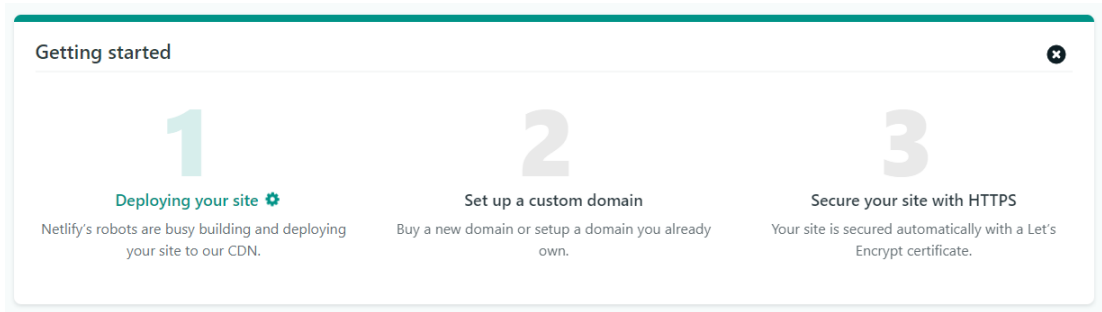 Getting started
1
Deploying your site
Netlify’s robots are busy building and deploying
your site to our CDN.
2
Set up a custom domain
Buy a new domain or setup a domain you already
own.
3
Secure your site with HTTPS
Your site is secured automatically with a Let’s
Encrypt certificate.